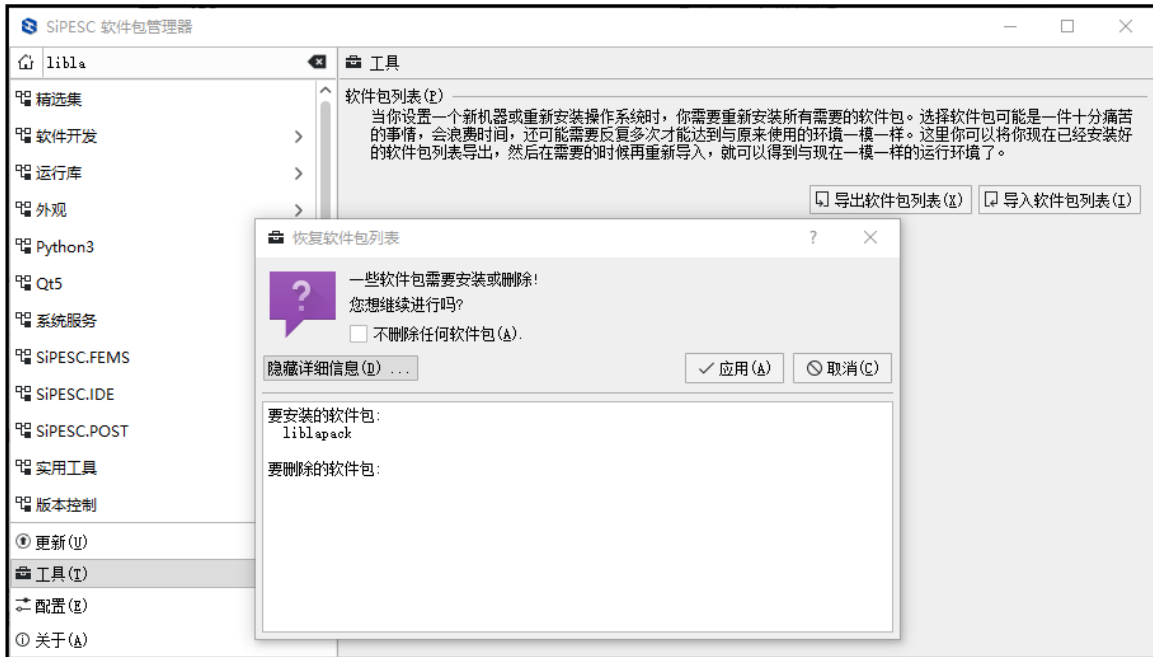 SiPESC 软件包管理器
libla
工具
精选集
软件开发
运行库
外观
Python3
Qt5
系统服务
SiPESC.FEMS
SiPESC.IDE
SiPESC.POST
实用工具
版本控制
更新(U)
工具(T)
配置(E)
关于(A)
软件包列表(P)
当你设置一个新机器或重新安装操作系统时，你需要重新安装所有需要的软件包。选择软件包可能是一件十分痛苦
的事情，会浪费时间，还可能需要反复多次才能达到与原来使用的环境一模一样。这里你可以将你现在已经安装好
的软件包列表导出，然后在需要的时候再重新导入，就可以得到与现在一模一样的运行环境了。
导出软件包列表(X)
导入软件包列表(I)
恢复软件包列表
?
一些软件包需要安装或删除!
您想继续进行吗?
不删除任何软件包(A).
隐藏详细信息(D) ...
应用(A)
取消(C)
要安装的软件包:
liblapack
要删除的软件包: